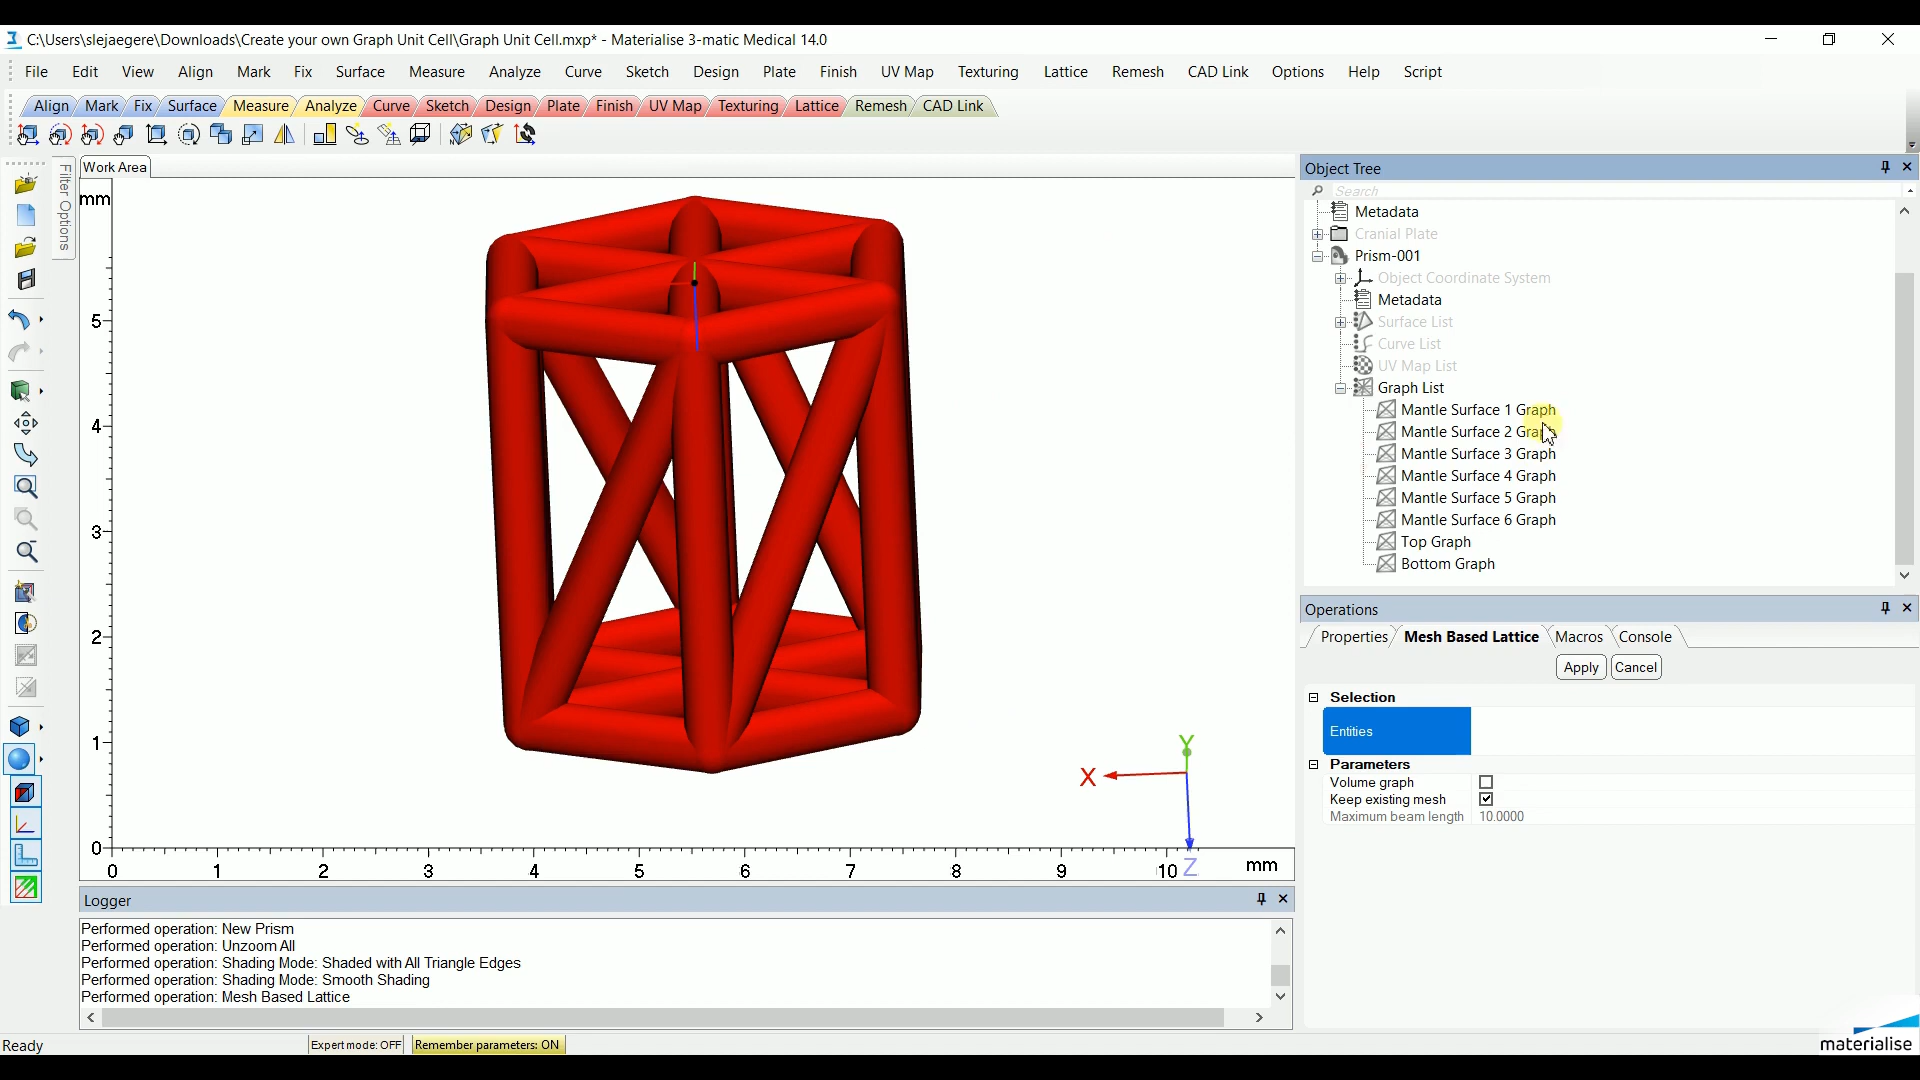 C:\Users\slejaegere\Downloads\Create your own Graph Unit Cell\Graph Unit Cell.mxp* - Materialise 3-matic Medical 14.0
File Edit View Align Mark Fix Surface Measure Analyze Curve Sketch Design Plate Finish UV Map Texturing Lattice Remesh CAD Link Options Help Script
Align Mark Fix Surface Measure Analyze Curve Sketch Design Plate Finish UV Map Texturing Lattice Remesh CAD Link
Filter Options
Work Area
mm
5
4
3
2
1
0
0 1 2 3 4 5 6 7 8 9 10 mm
X
Y
Z
Object Tree
Search
Metadata
Cranial Plate
Prism-001
Object Coordinate System
Metadata
Surface List
Curve List
UV Map List
Graph List
Mantle Surface 1 Graph
Mantle Surface 2 Graph
Mantle Surface 3 Graph
Mantle Surface 4 Graph
Mantle Surface 5 Graph
Mantle Surface 6 Graph
Top Graph
Bottom Graph
Operations
Properties Mesh Based Lattice Macros Console
Apply Cancel
Selection
Entities
Parameters
Volume graph
Keep existing mesh
Maximum beam length 10.0000
Logger
Performed operation: New Prism
Performed operation: Unzoom All
Performed operation: Shading Mode: Shaded with All Triangle Edges
Performed operation: Shading Mode: Smooth Shading
Performed operation: Mesh Based Lattice
Ready
Expert mode: OFF
Remember parameters: ON
materialise